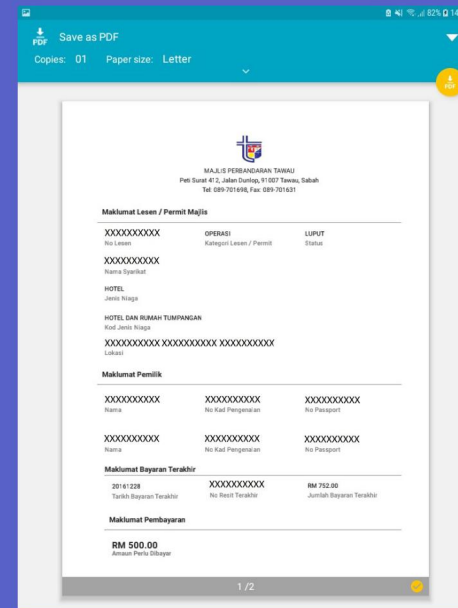 82% 14
PDF Save as PDF
Copies: 01 Paper size: Letter
PDF
MAJLIS PERBANDARAN TAWAU
Peti Surat 412, Jalan Dunlop, 91007 Tawau, Sabah
Tel: 089-701698, Fax: 089-701631
Maklumat Lesen / Permit Majlis
XXXXXXXXXX OPERASI LUPUT
No Lesen Kategori Lesen / Permit Status
XXXXXXXXXX
Nama Syarikat
HOTEL
Jenis Niaga
HOTEL DAN RUMAH TUMPANGAN
Kod Jenis Niaga
XXXXXXXXXX XXXXXXXXXX XXXXXXXXXX
Lokasi
Maklumat Pemilik
XXXXXXXXXX XXXXXXXXXX XXXXXXXXXX
Nama No Kad Pengenalan No Passport
XXXXXXXXXX XXXXXXXXXX XXXXXXXXXX
Nama No Kad Pengenalan No Passport
Maklumat Bayaran Terakhir
20161228 XXXXXXXXXX RM 752.00
Tarikh Bayaran Terakhir No Resit Terakhir Jumlah Bayaran Terakhir
Maklumat Pembayaran
RM 500.00
Amaun Perlu Dibayar
1 /2